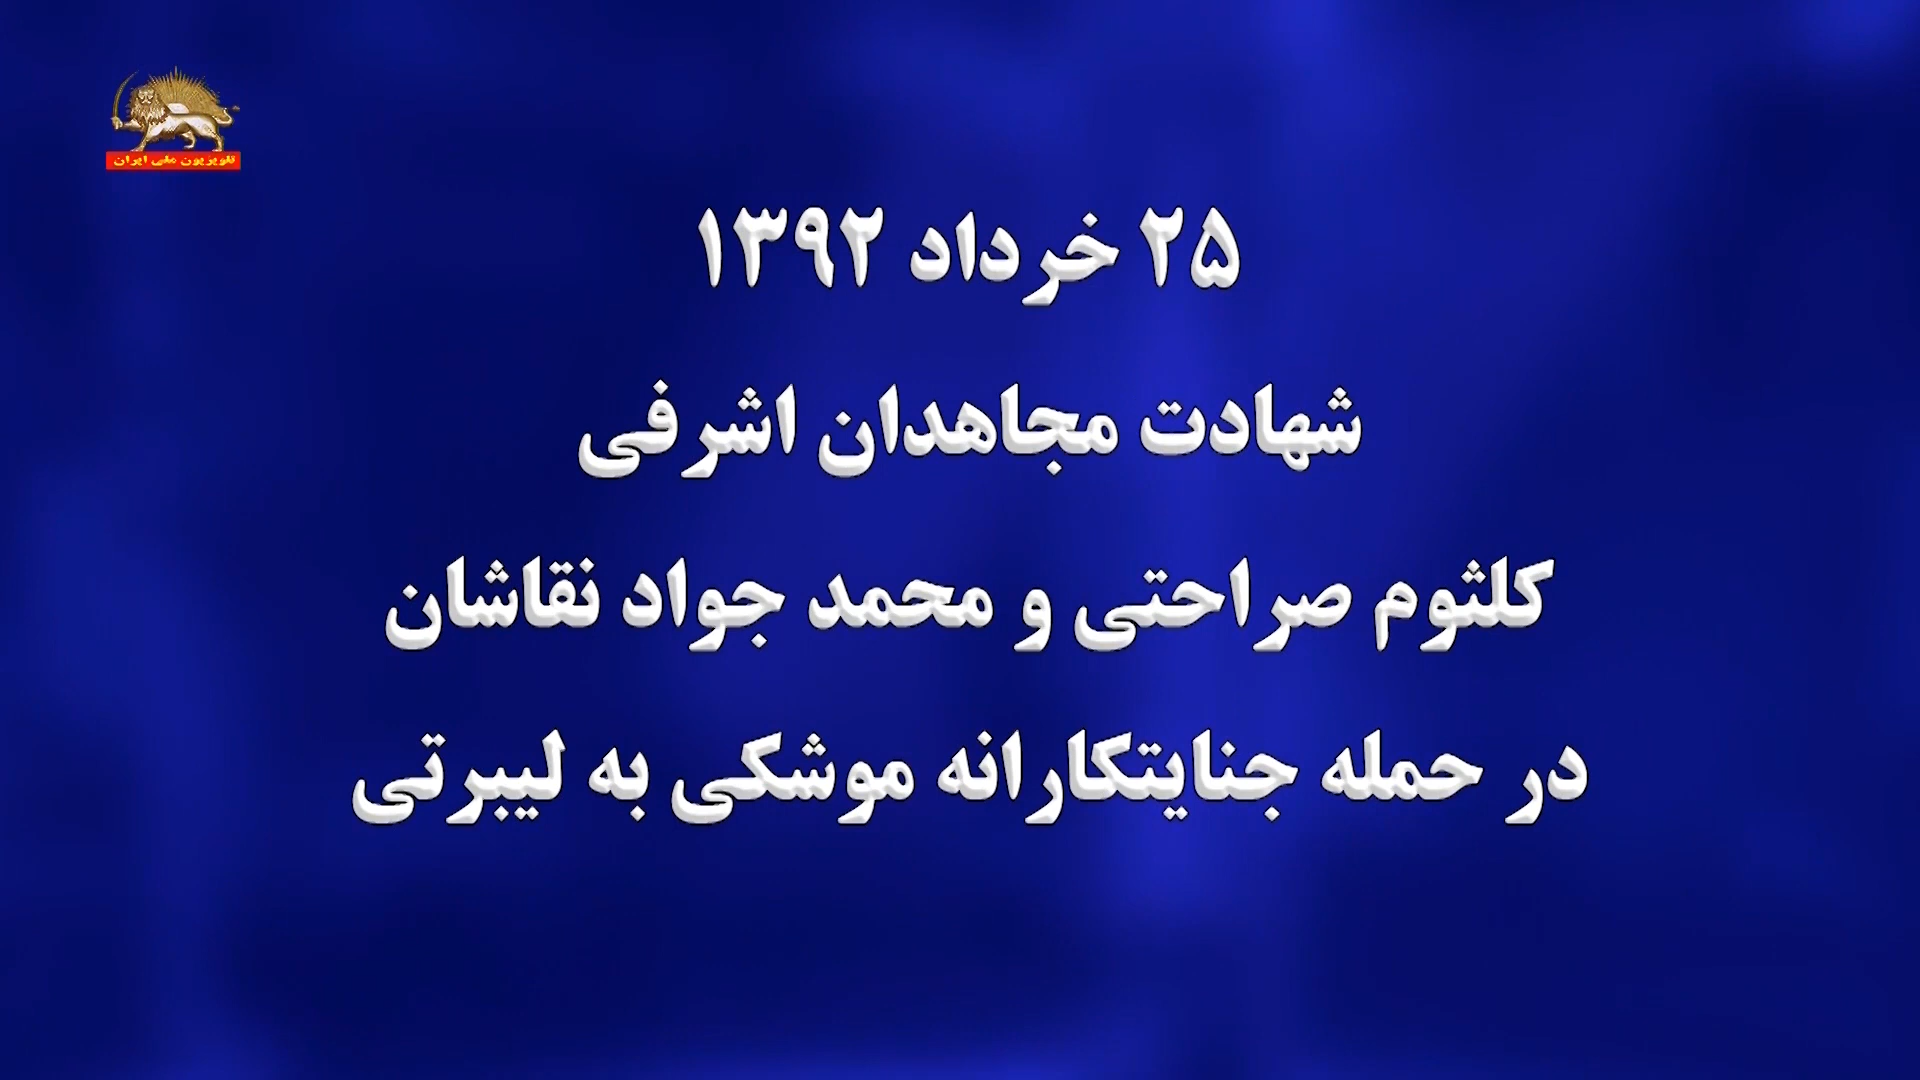 تلویزیون ملی ایران
۲۵ خرداد ۱۳۹۲
شهادت مجاهدان اشرفی
کلثوم صراحتی و محمد جواد نقاشان
در حمله جنایتکارانه موشکی به لیبرتی